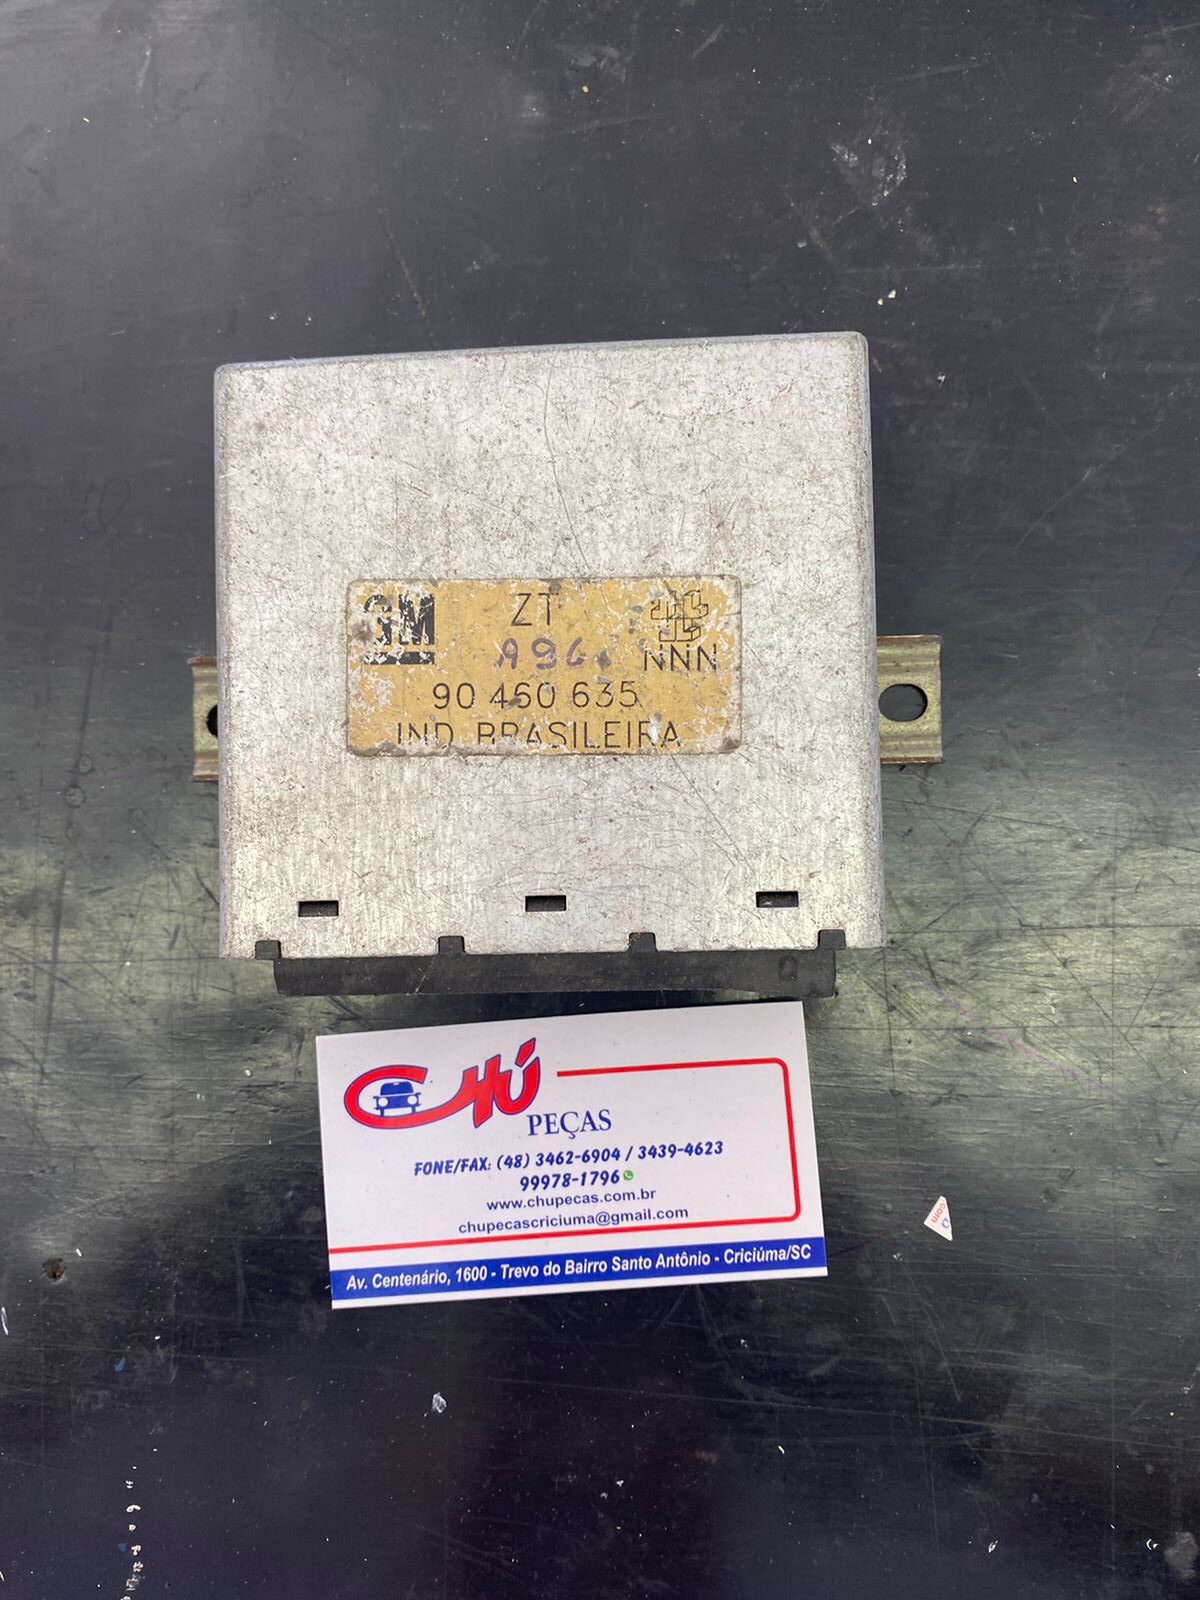 GM ZT
A96 NNN
90 460 635
IND. BRASILEIRA
CHÚ
PEÇAS
FONE/FAX: (48) 3462-6904 / 3439-4623
99978-1796
www.chupecas.com.br
chupecascriciuma@gmail.com
Av. Centenário, 1600 - Trevo do Bairro Santo Antônio - Criciúma/SC
.com